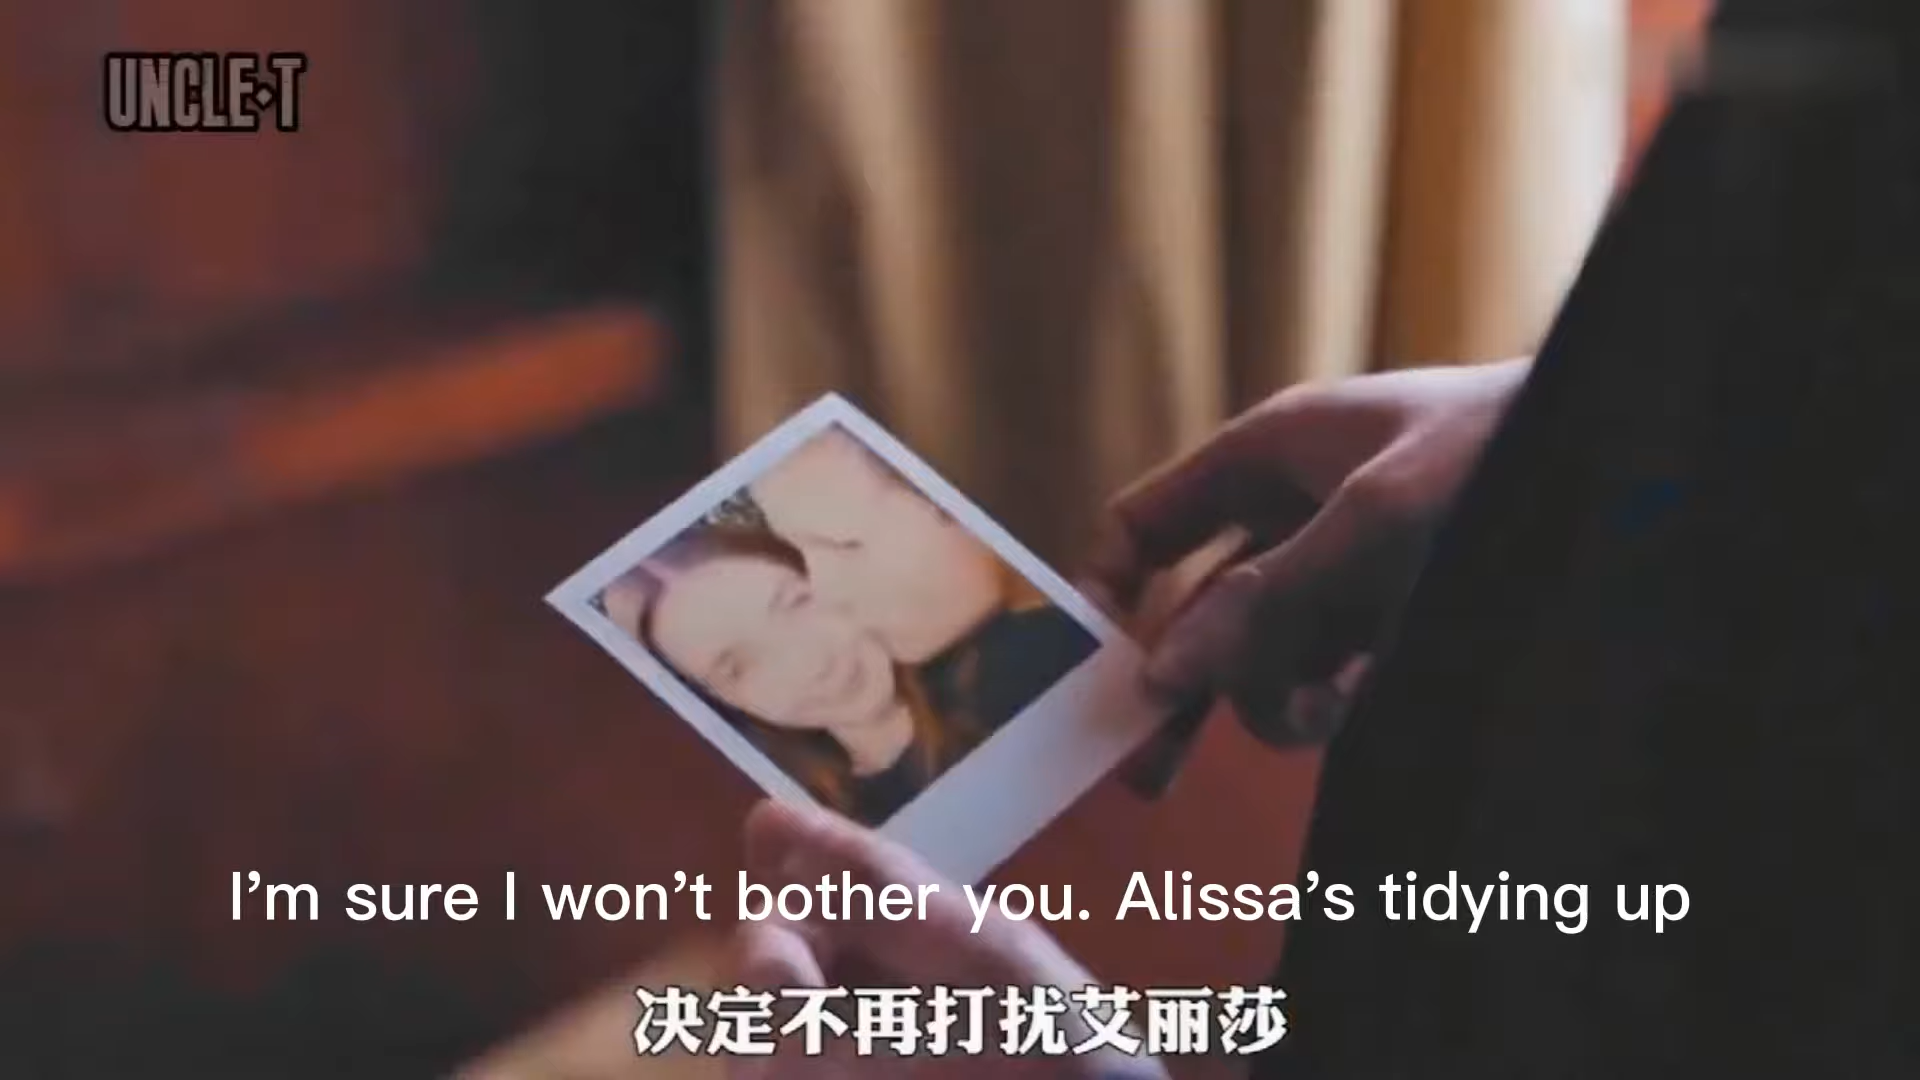 UNCLE·T
I’m sure I won’t bother you. Alissa’s tidying up
决定不再打扰艾丽莎